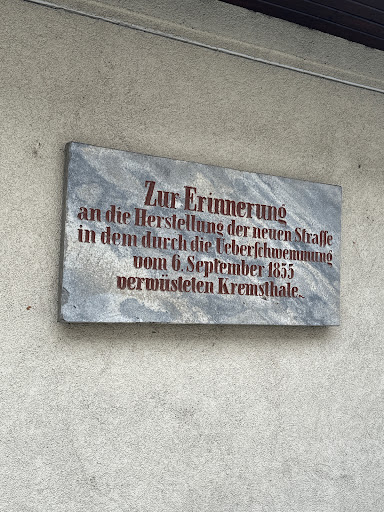 Zur Erinnerung
an die Herstellung der neuen Straſſe
in dem durch die Ueberſchwemmung
vom 6. September 1855
verwüsteten Kremsthale.